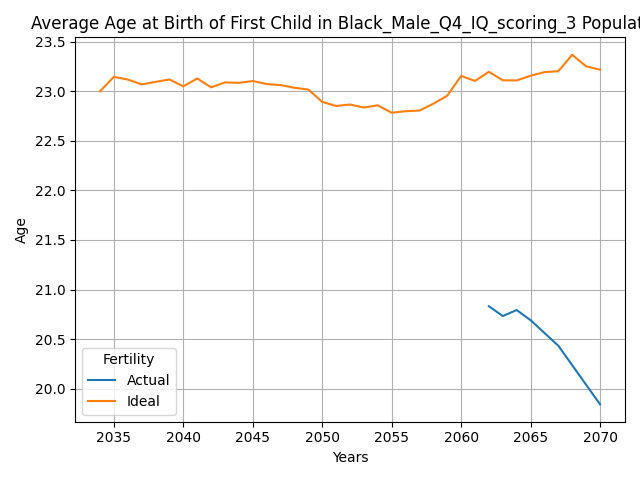 Average Age at Birth of First Child in Black_Male_Q4_IQ_scoring_3 Populat
23.5
23.0
22.5
22.0
21.5
21.0
20.5
20.0
Age
Fertility
Actual
Ideal
2035 2040 2045 2050 2055 2060 2065 2070
Years